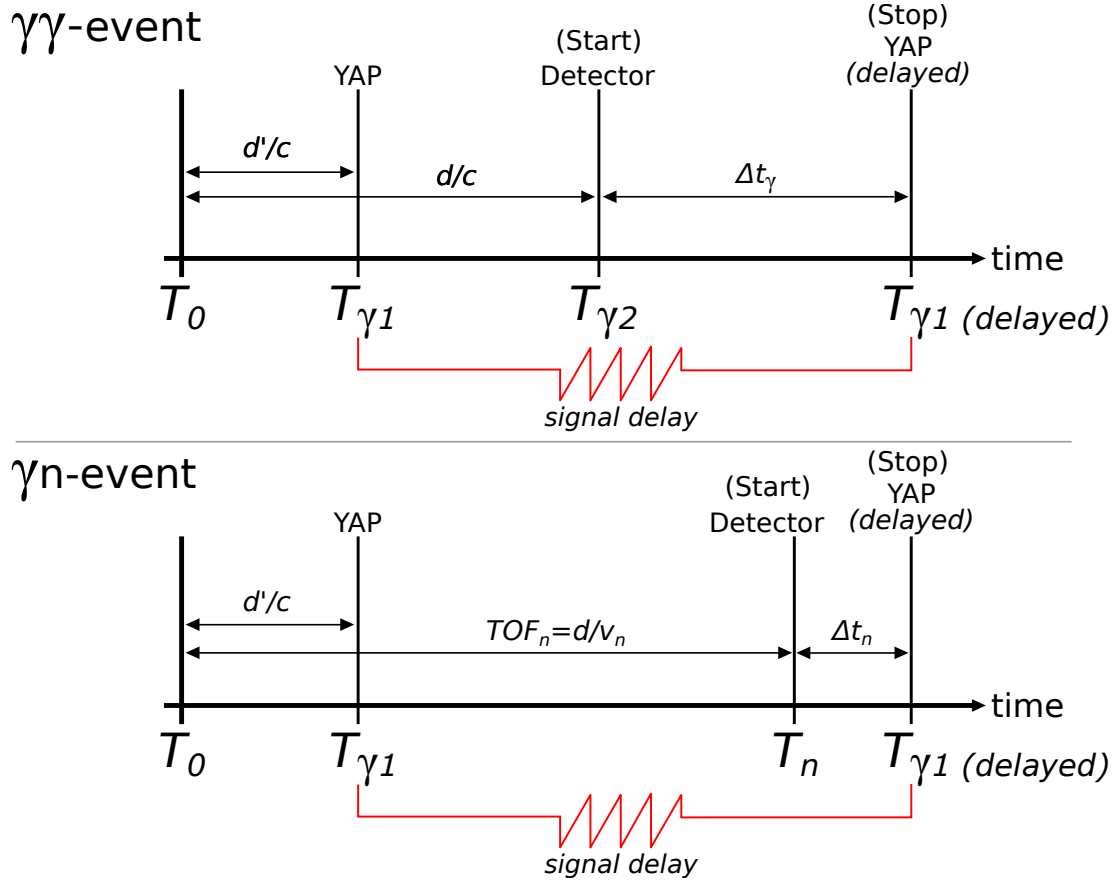 γγ-event
(Start)
Detector
(Stop)
YAP
(delayed)
YAP
d'/c
d/c
Δtγ
time
T0
Tγ1
Tγ2
Tγ1 (delayed)
signal delay
γn-event
(Start)
Detector
(Stop)
YAP
(delayed)
YAP
d'/c
TOFn=d/vn
Δtn
time
T0
Tγ1
Tn
Tγ1 (delayed)
signal delay